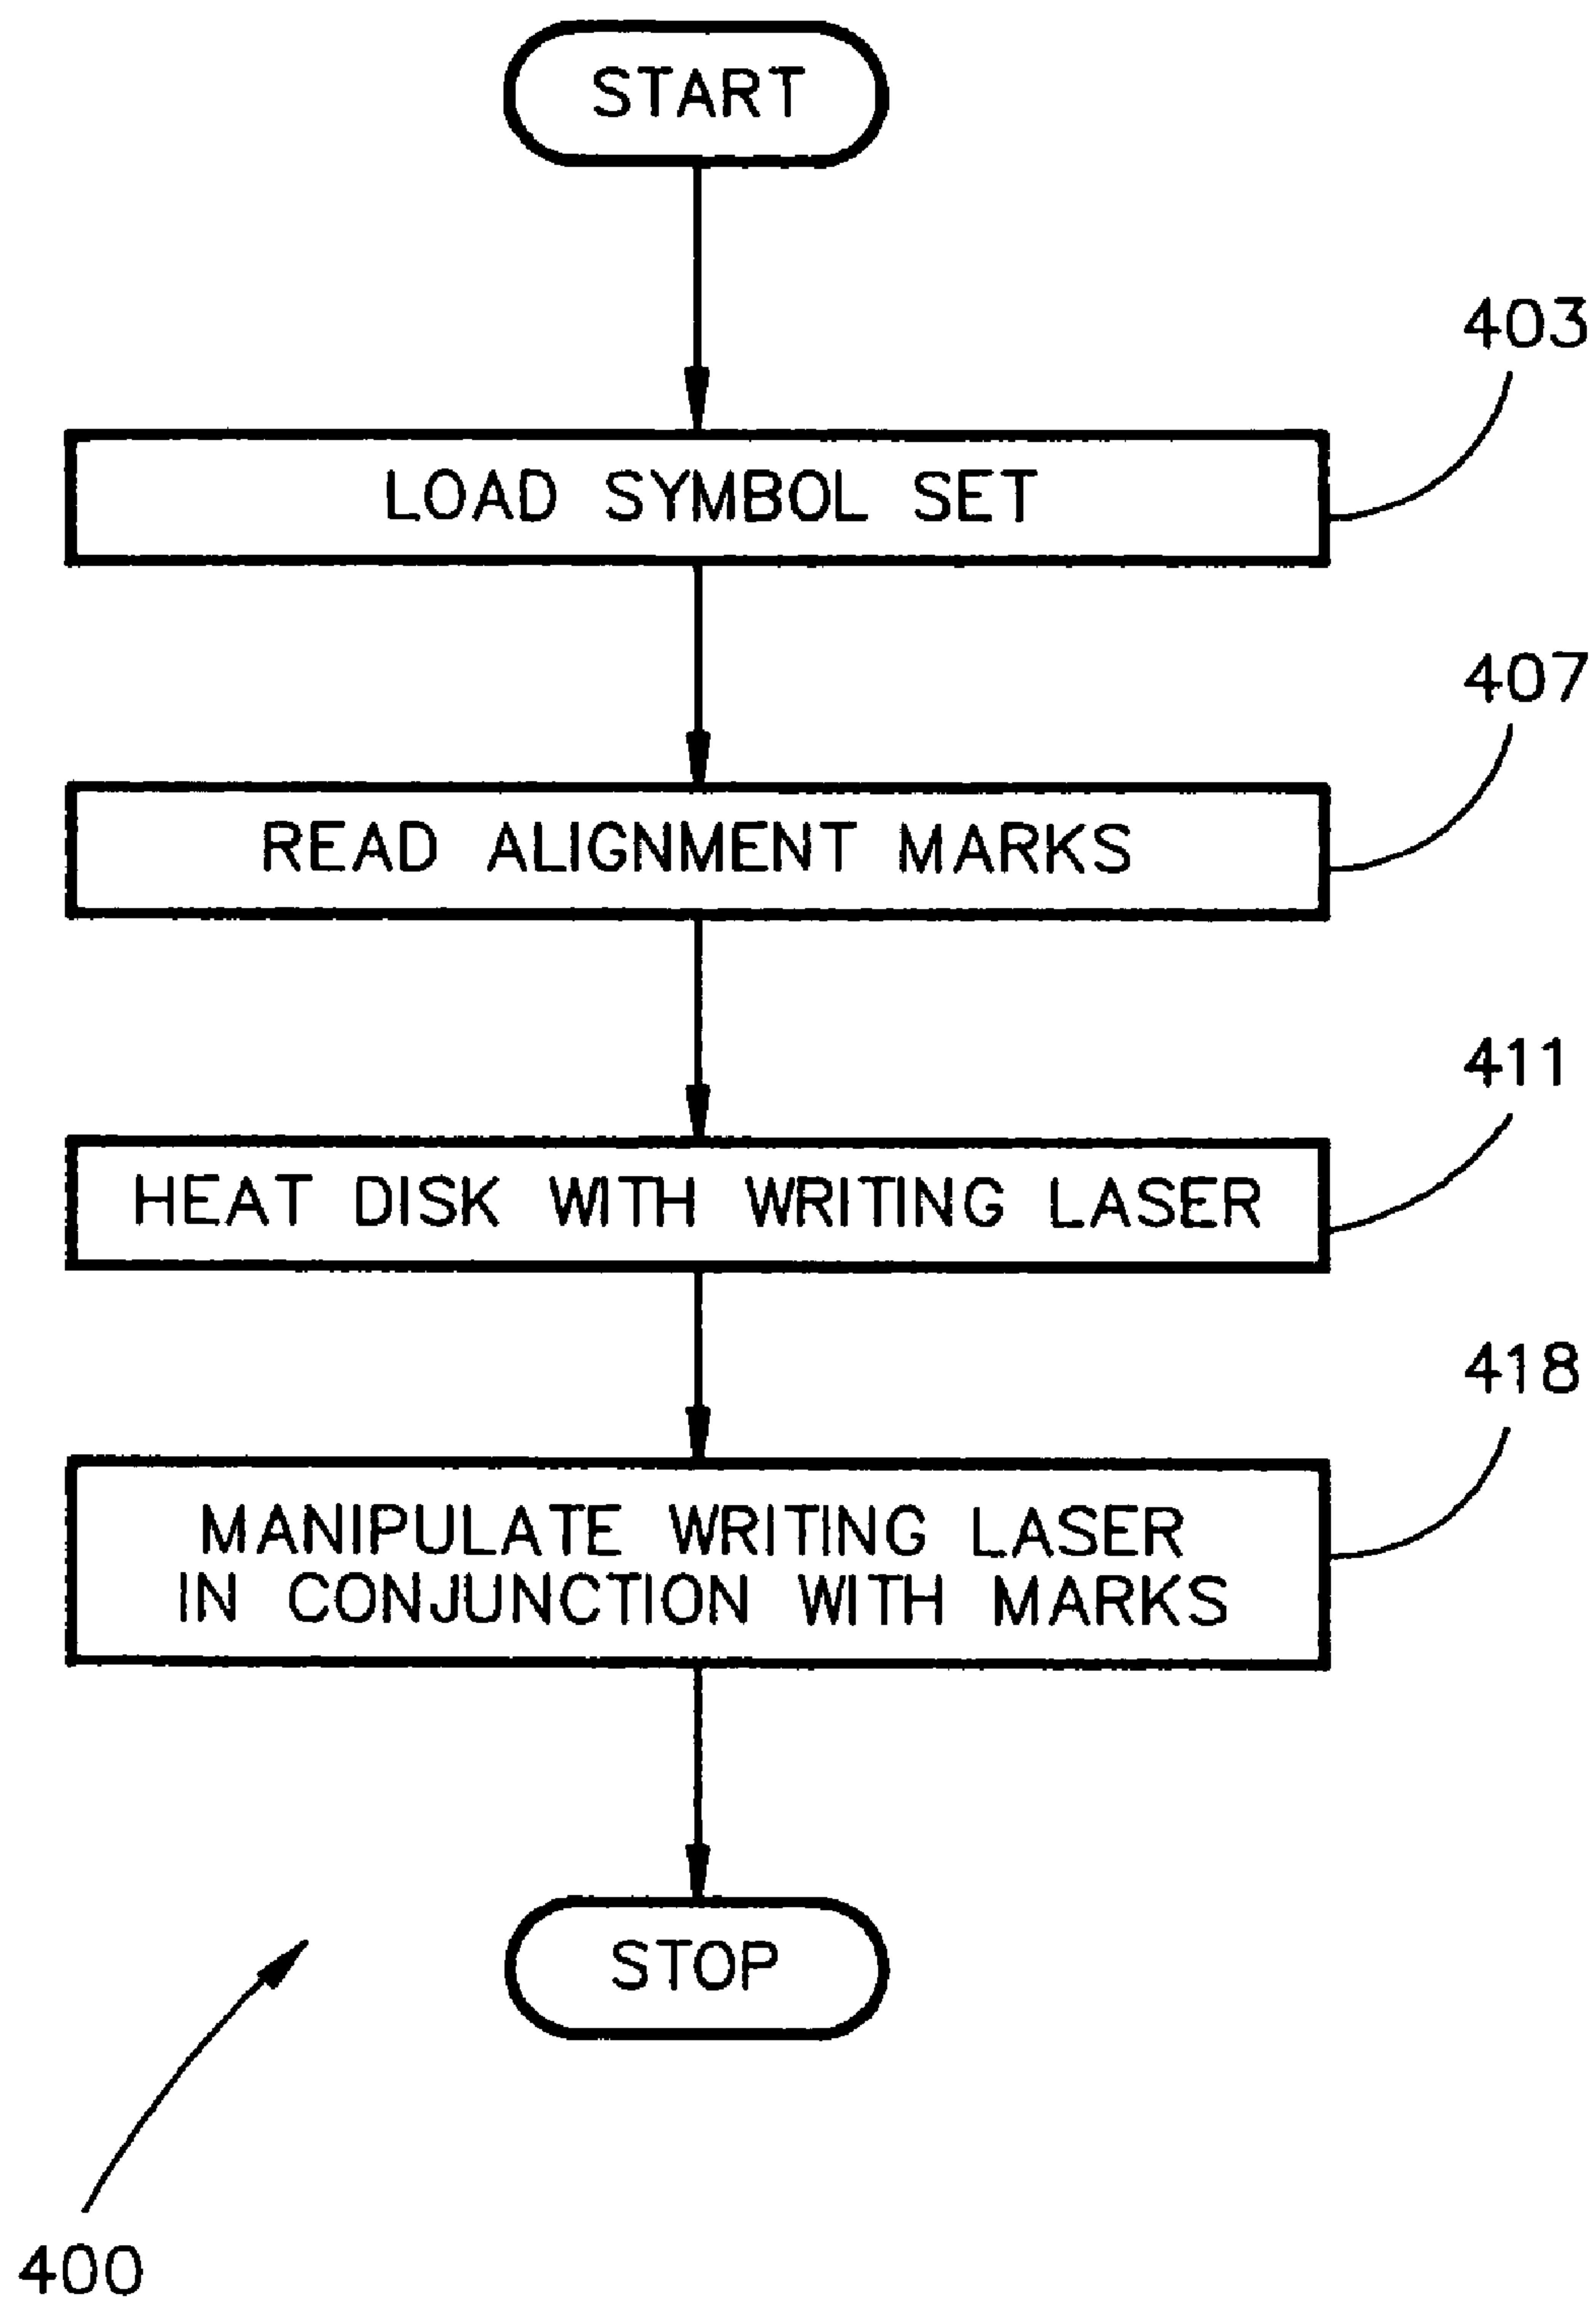 START
403
LOAD SYMBOL SET
407
READ ALIGNMENT MARKS
411
HEAT DISK WITH WRITING LASER
418
MANIPULATE WRITING LASER
IN CONJUNCTION WITH MARKS
STOP
400